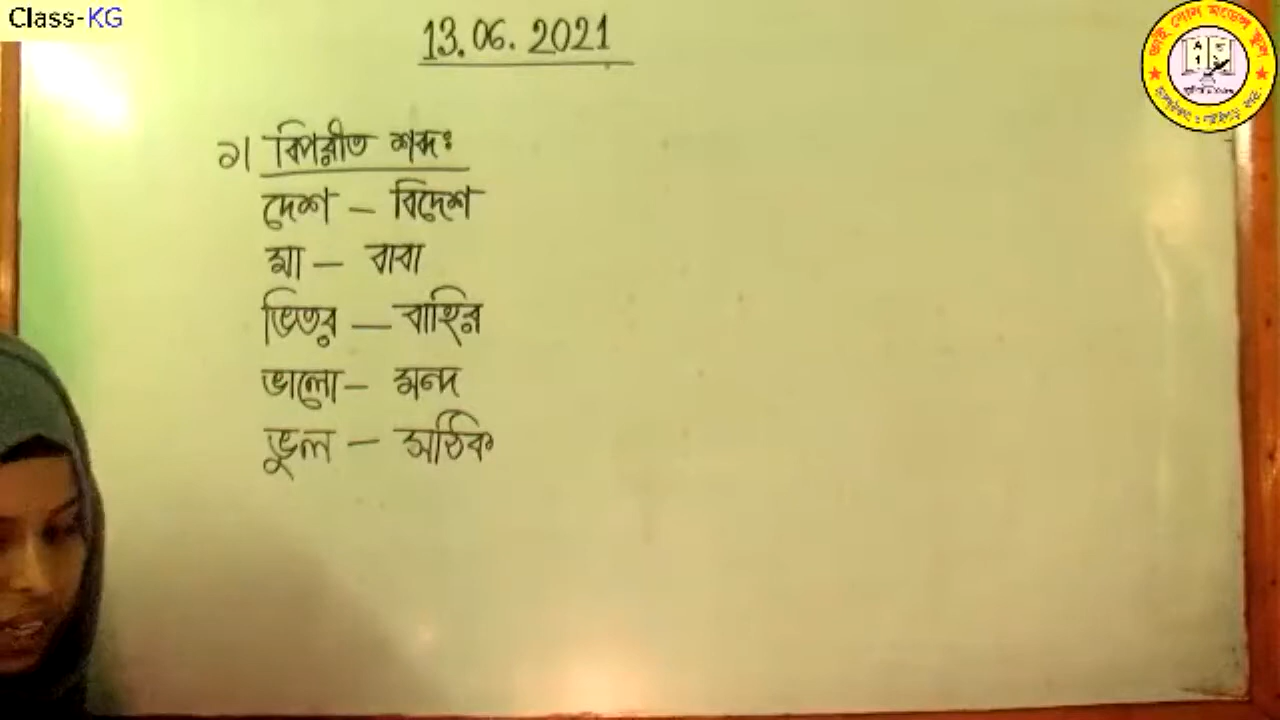 Class-KG
13.06.2021
১। বিপরীত শব্দঃ
দেশ – বিদেশ
মা – বাবা
ভিতর – বাহির
ভালো – মন্দ
ভুল – সঠিক